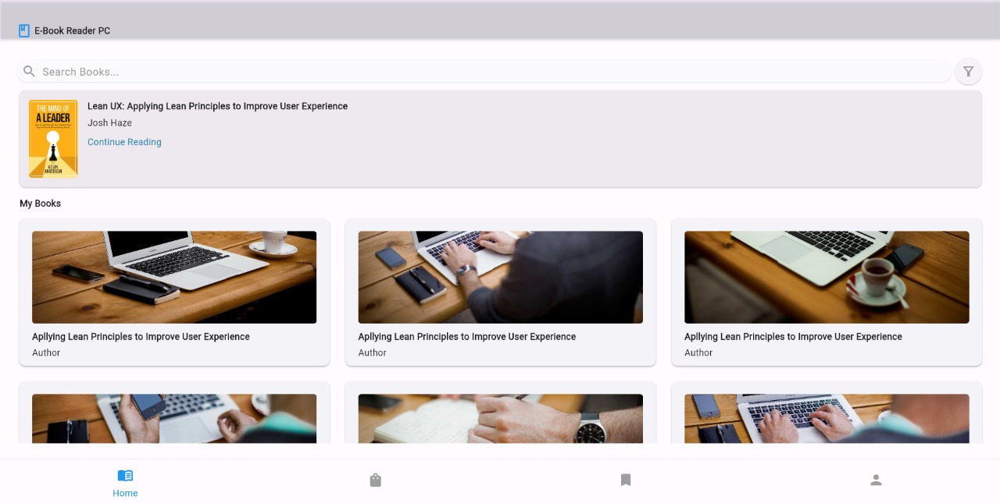 E-Book Reader PC
Search Books...
THE MIND OF
A LEADER
KEVIN
ANDERSON
Lean UX: Applying Lean Principles to Improve User Experience
Josh Haze
Continue Reading
My Books
Apllying Lean Principles to Improve User Experience
Author
Apllying Lean Principles to Improve User Experience
Author
Apllying Lean Principles to Improve User Experience
Author
Home